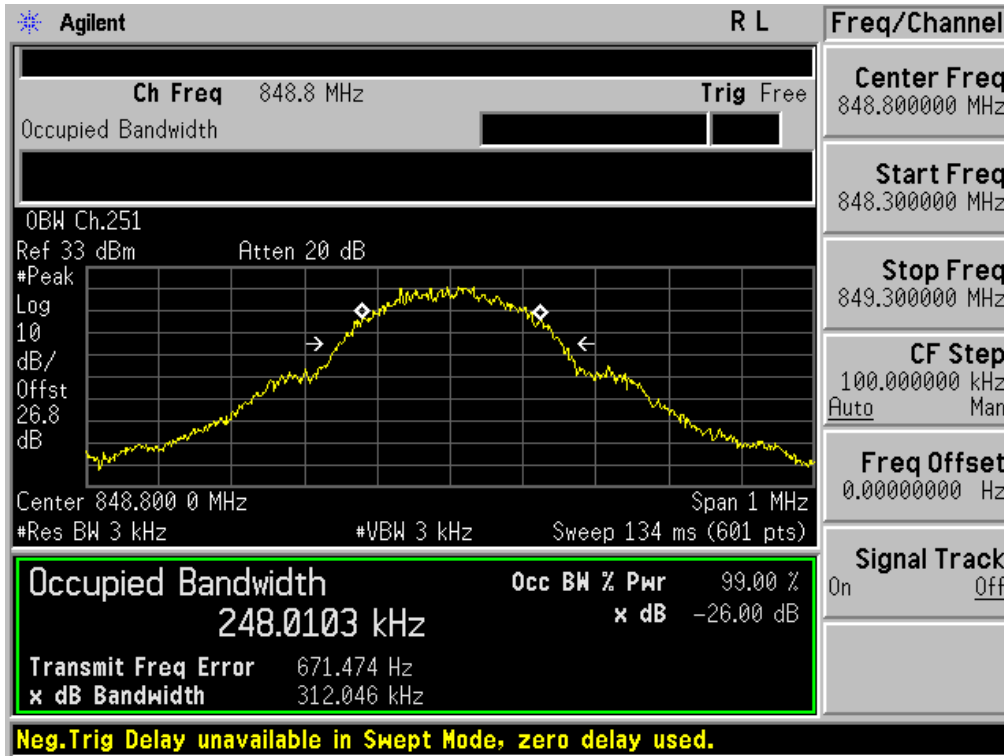 Agilent R L
Ch Freq 848.8 MHz Trig Free
Occupied Bandwidth
OBW Ch.251
Ref 33 dBm Atten 20 dB
#Peak
Log
10
dB/
Offst
26.8
dB
Center 848.800 0 MHz Span 1 MHz
#Res BW 3 kHz #VBW 3 kHz Sweep 134 ms (601 pts)
Occupied Bandwidth Occ BW % Pwr 99.00 %
248.0103 kHz x dB -26.00 dB
Transmit Freq Error 671.474 Hz
x dB Bandwidth 312.046 kHz
Neg.Trig Delay unavailable in Swept Mode, zero delay used.
Freq/Channel
Center Freq
848.800000 MHz
Start Freq
848.300000 MHz
Stop Freq
849.300000 MHz
CF Step
100.000000 kHz
Auto Man
Freq Offset
0.00000000 Hz
Signal Track
On Off